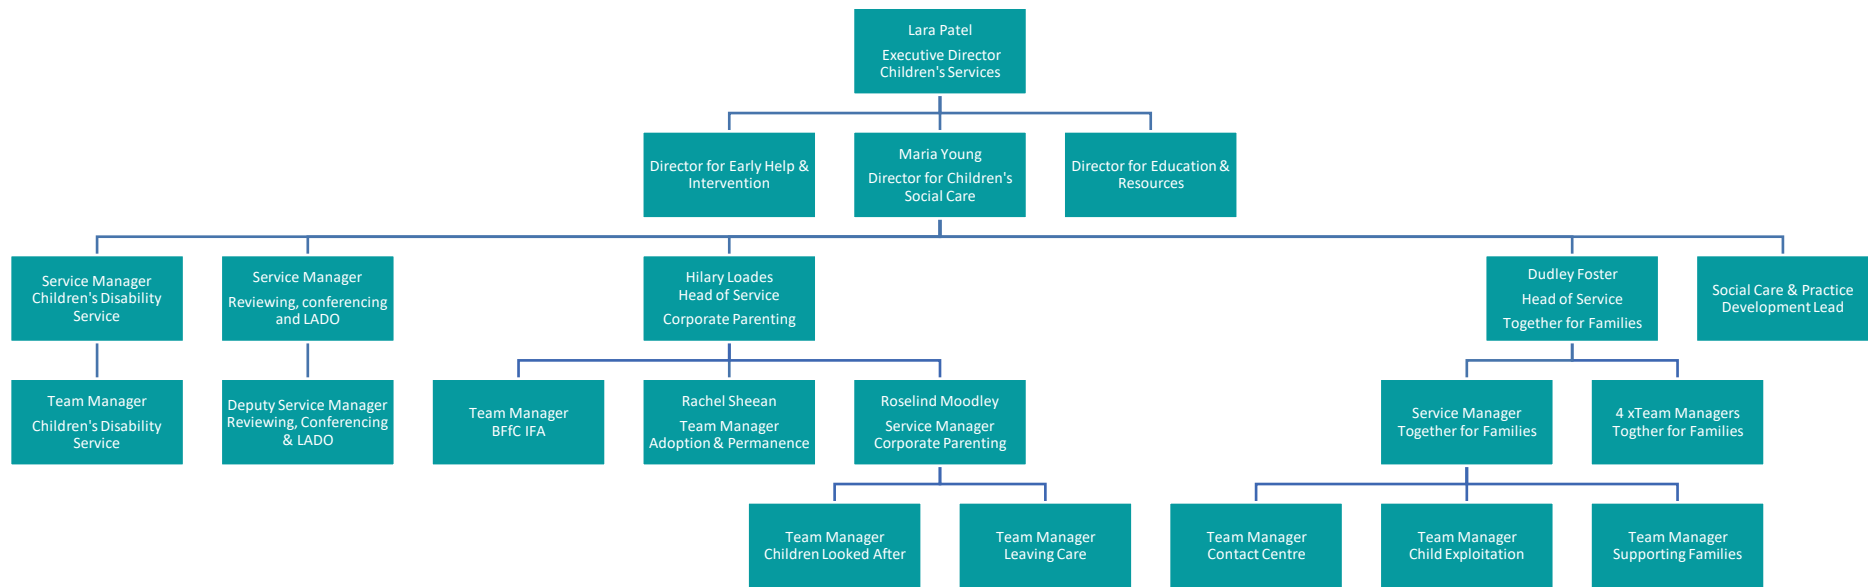 Lara Patel
Executive Director
Children's Services
Director for Early Help &
Intervention
Maria Young
Director for Children's
Social Care
Director for Education &
Resources
Service Manager
Children's Disability
Service
Service Manager
Reviewing, conferencing
and LADO
Hilary Loades
Head of Service
Corporate Parenting
Dudley Foster
Head of Service
Together for Families
Social Care & Practice
Development Lead
Team Manager
Children's Disability
Service
Deputy Service Manager
Reviewing, Conferencing
& LADO
Team Manager
BFfC IFA
Rachel Sheean
Team Manager
Adoption & Permanence
Roselind Moodley
Service Manager
Corporate Parenting
Service Manager
Together for Families
4 xTeam Managers
Togther for Families
Team Manager
Children Looked After
Team Manager
Leaving Care
Team Manager
Contact Centre
Team Manager
Child Exploitation
Team Manager
Supporting Families